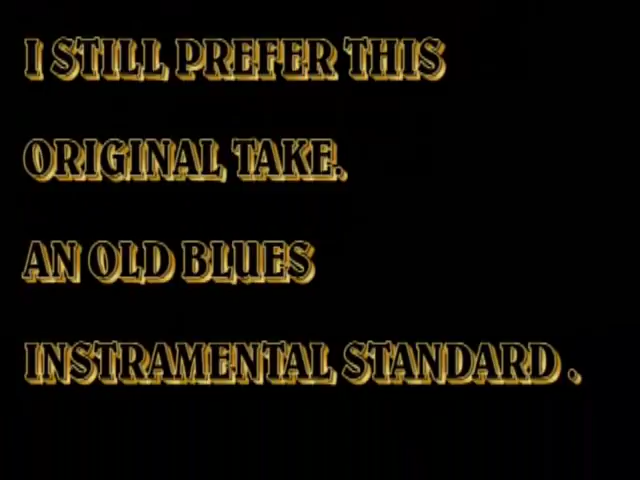 I STILL PREFER THIS
ORIGINAL TAKE.
AN OLD BLUES
INSTRAMENTAL STANDARD .